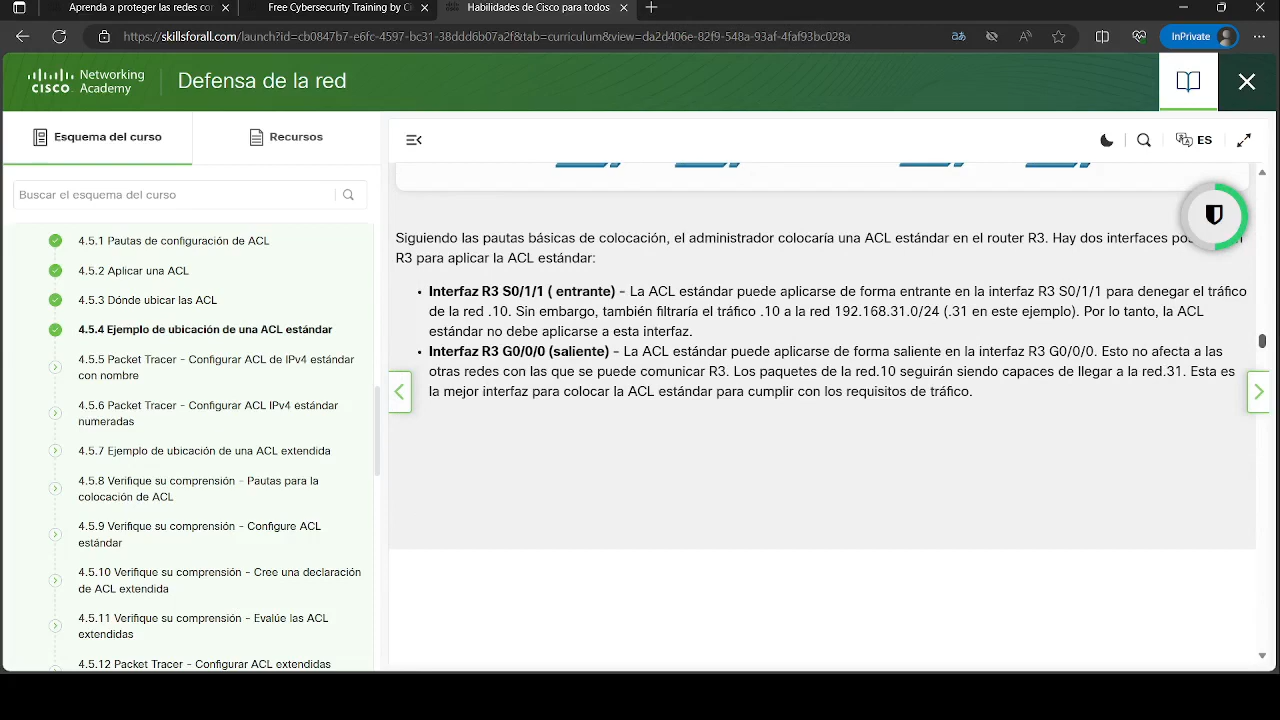 Aprenda a proteger las redes co
Free Cybersecurity Training by Ci
Habilidades de Cisco para todos
https://skillsforall.com/launch?id=cb0847b7-e6fc-4597-bc31-38ddd6b07a2f&tab=curriculum&view=da2d406e-82f9-548a-93af-4faf93bc028a
InPrivate
CISCO Networking Academy
Defensa de la red
Esquema del curso
Recursos
ES
Buscar el esquema del curso
4.5.1 Pautas de configuración de ACL
4.5.2 Aplicar una ACL
4.5.3 Dónde ubicar las ACL
4.5.4 Ejemplo de ubicación de una ACL estándar
4.5.5 Packet Tracer - Configurar ACL de IPv4 estándar
con nombre
4.5.6 Packet Tracer - Configurar ACL IPv4 estándar
numeradas
4.5.7 Ejemplo de ubicación de una ACL extendida
4.5.8 Verifique su comprensión - Pautas para la
colocación de ACL
4.5.9 Verifique su comprensión - Configure ACL
estándar
4.5.10 Verifique su comprensión - Cree una declaración
de ACL extendida
4.5.11 Verifique su comprensión - Evalúe las ACL
extendidas
4.5.12 Packet Tracer - Configurar ACL extendidas
Siguiendo las pautas básicas de colocación, el administrador colocaría una ACL estándar en el router R3. Hay dos interfaces
R3 para aplicar la ACL estándar:
• Interfaz R3 S0/1/1 ( entrante) - La ACL estándar puede aplicarse de forma entrante en la interfaz R3 S0/1/1 para denegar el tráfico
de la red .10. Sin embargo, también filtraría el tráfico .10 a la red 192.168.31.0/24 (.31 en este ejemplo). Por lo tanto, la ACL
estándar no debe aplicarse a esta interfaz.
• Interfaz R3 G0/0/0 (saliente) - La ACL estándar puede aplicarse de forma saliente en la interfaz R3 G0/0/0. Esto no afecta a las
otras redes con las que se puede comunicar R3. Los paquetes de la red.10 seguirán siendo capaces de llegar a la red.31. Esta es
la mejor interfaz para colocar la ACL estándar para cumplir con los requisitos de tráfico.